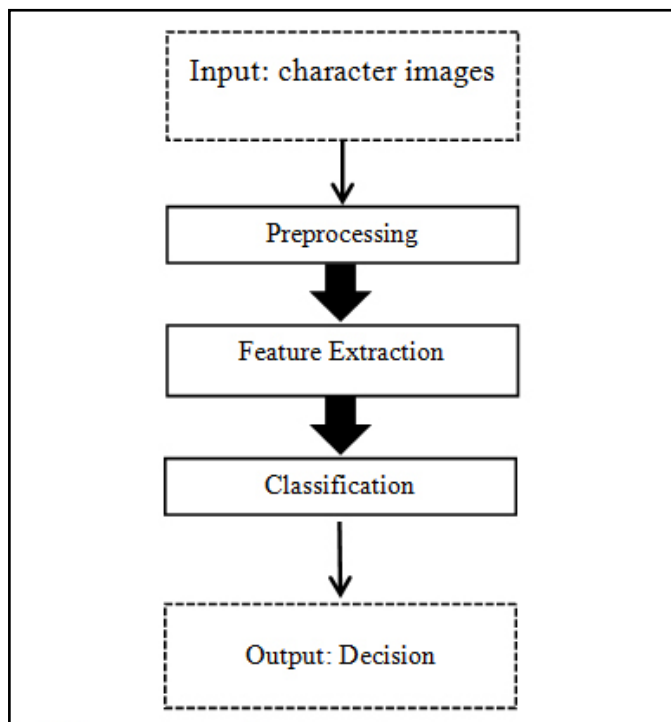 Input: character images
Preprocessing
Feature Extraction
Classification
Output: Decision